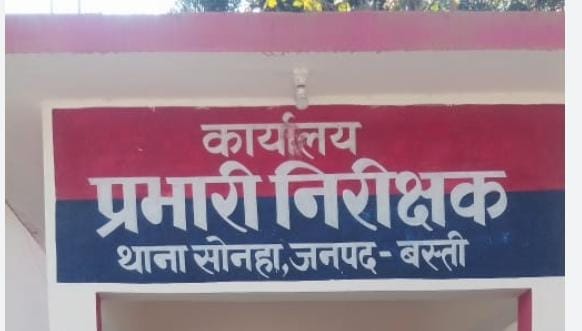 कार्यालय
प्रभारी निरीक्षक
थाना सोनहा,जनपद - बस्ती